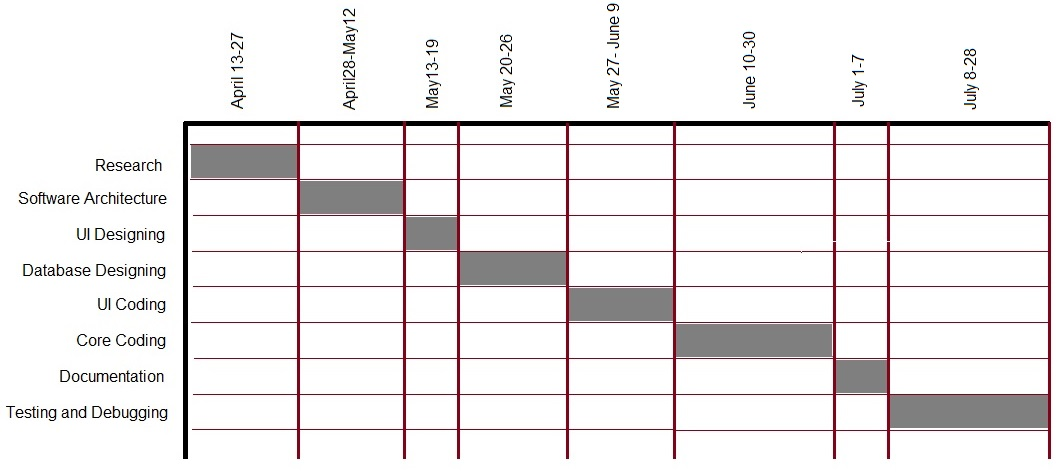 April 13-27
April28-May12
May13-19
May 20-26
May 27- June 9
June 10-30
July 1-7
July 8-28
Research
Software Architecture
UI Designing
Database Designing
UI Coding
Core Coding
Documentation
Testing and Debugging